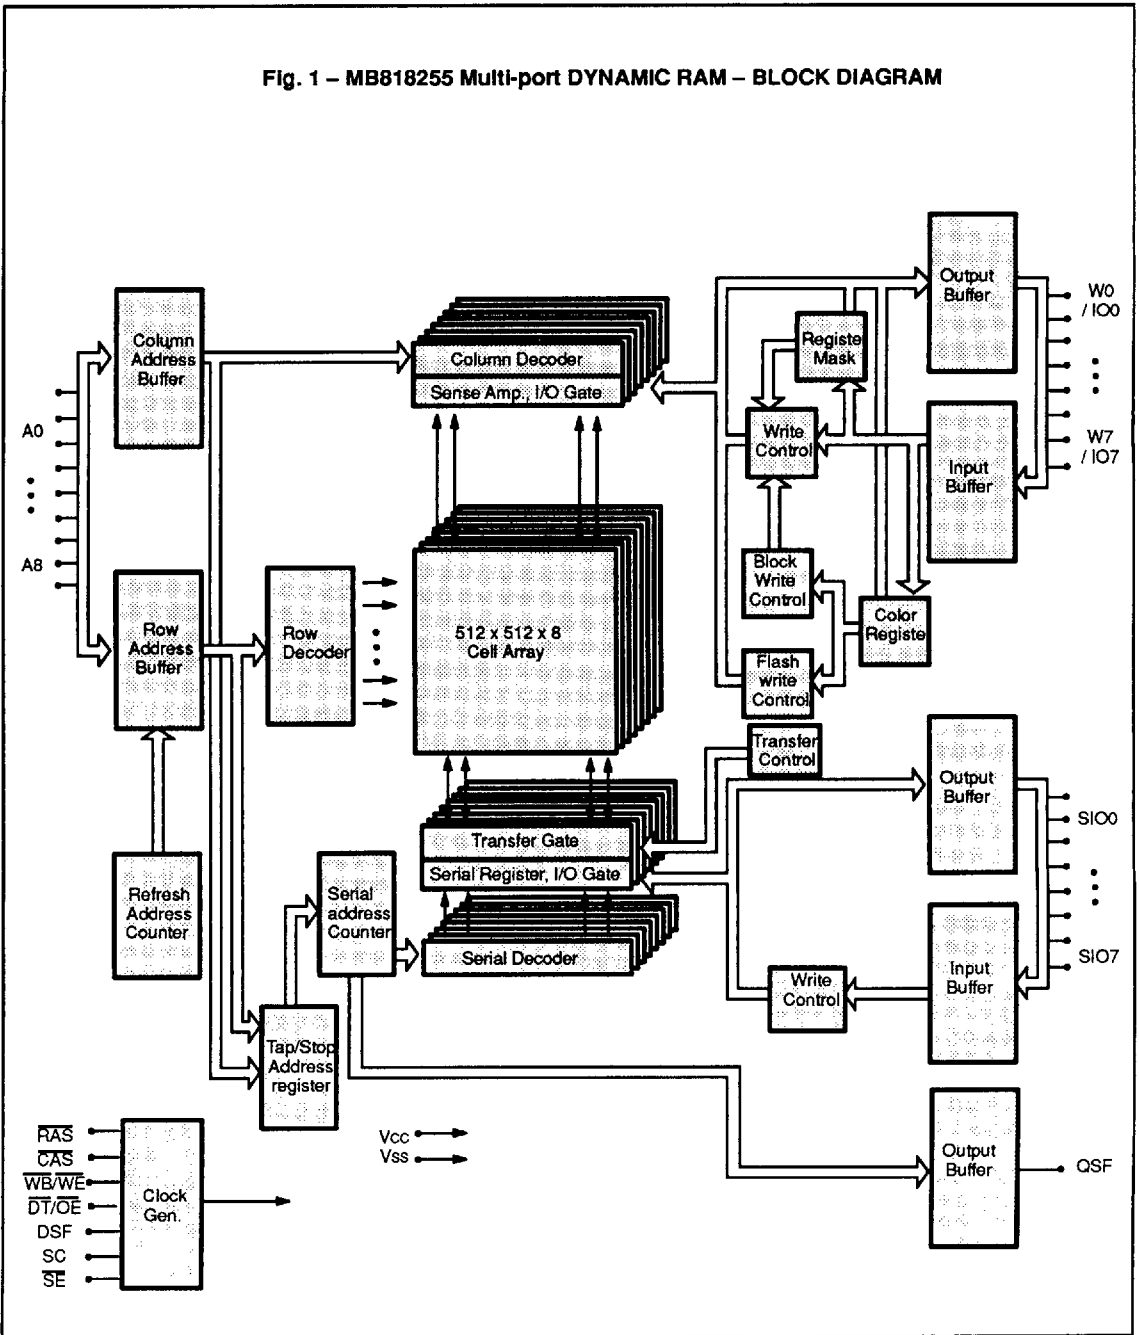 Fig. 1 – MB818255 Multi-port DYNAMIC RAM – BLOCK DIAGRAM
Column
Address
Buffer
Column Decoder
Sense Amp., I/O Gate
Output
Buffer
W0
/ IO0
Registe
Mask
Write
Control
Input
Buffer
W7
/ IO7
A0
A8
Row
Address
Buffer
Row
Decoder
512 x 512 x 8
Cell Array
Block
Write
Control
Color
Registe
Flash
write
Control
Transfer
Control
Output
Buffer
SIO0
Transfer Gate
Serial Register, I/O Gate
Refresh
Address
Counter
Serial
address
Counter
Serial Decoder
Write
Control
Input
Buffer
SIO7
Tap/Stop
Address
register
RAS
CAS
WB/WE
DT/OE
DSF
SC
SE
Clock
Gen.
Vcc
Vss
Output
Buffer
QSF